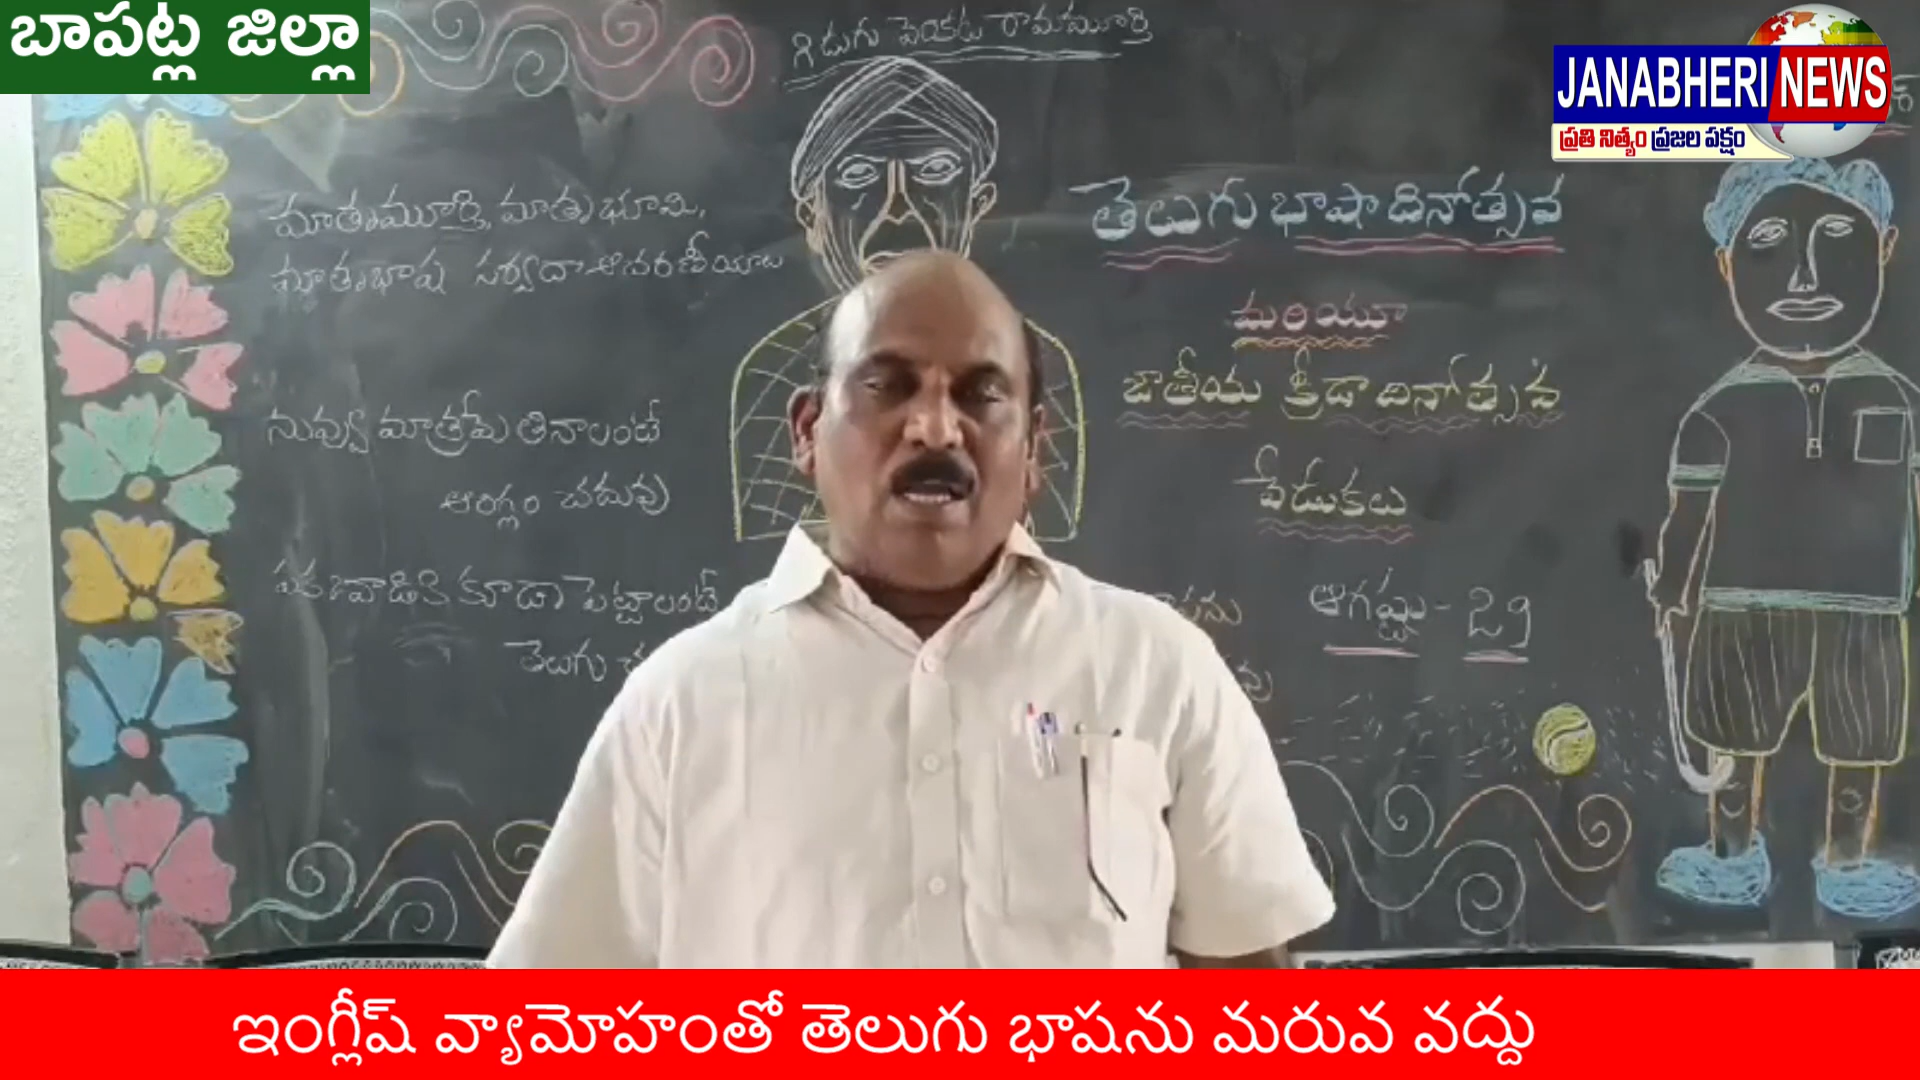 బాపట్ల జిల్లా
JANABHERI NEWS
ప్రతి నిత్యం ప్రజల పక్షం
గిడుగు వెంకట రామమూర్తి
మాతృమూర్తి, మాతృభూమి,
మాతృభాష సర్వదా ఆచరణీయాలు
నువ్వు మాత్రమే తినాలంటే
ఆంగ్లం చదువు
కూడా పెట్టాలంటే
తెలుగు
తెలుగు భాషా దినోత్సవ
మరియూ
జాతీయ క్రీడా దినోత్సవ
వేడుకలు
ఆగష్టు - 29
ఇంగ్లీష్ వ్యామోహంతో తెలుగు భాషను మరువ వద్దు